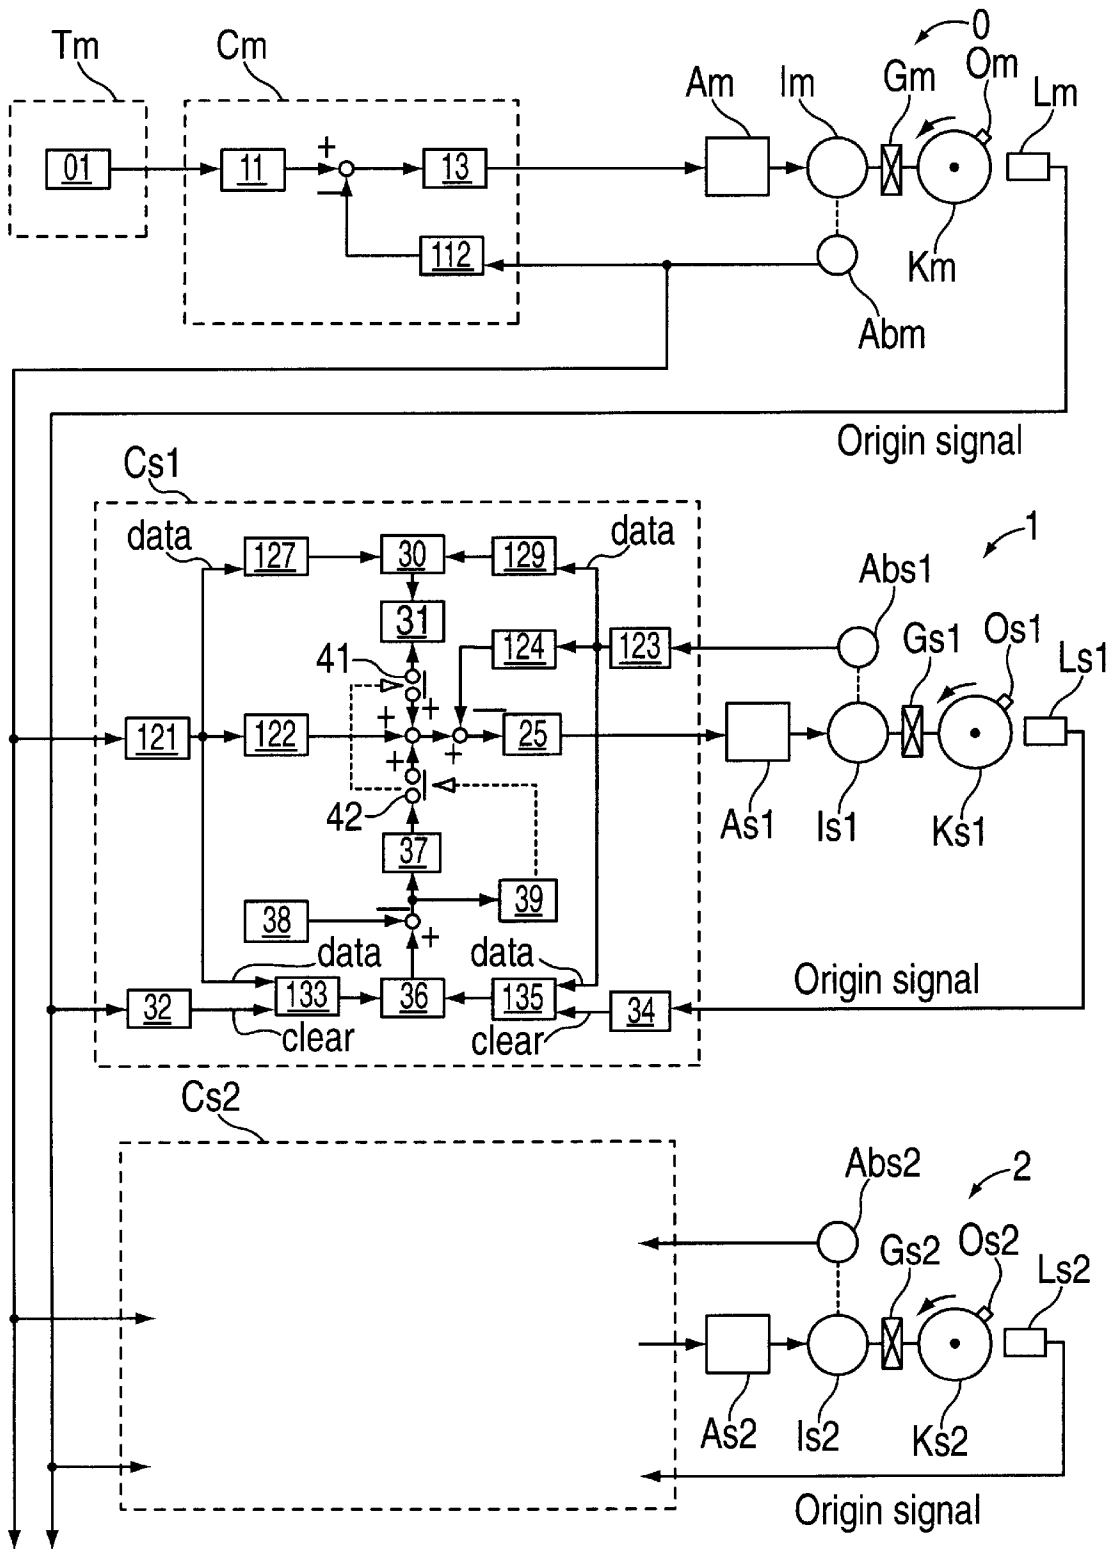 Tm
Cm
0
Om
Am
Im
Gm
Lm
01
11
+
−
13
112
Km
Abm
Origin signal
Cs1
data
127
30
129
data
1
Abs1
31
124
123
Gs1
Os1
Ls1
41
+
+
−
121
122
25
+
+
42
As1
Is1
Ks1
37
39
−
38
+
data
data
Origin signal
32
133
36
135
34
clear
clear
Cs2
Abs2
2
Gs2
Os2
Ls2
As2
Is2
Ks2
Origin signal